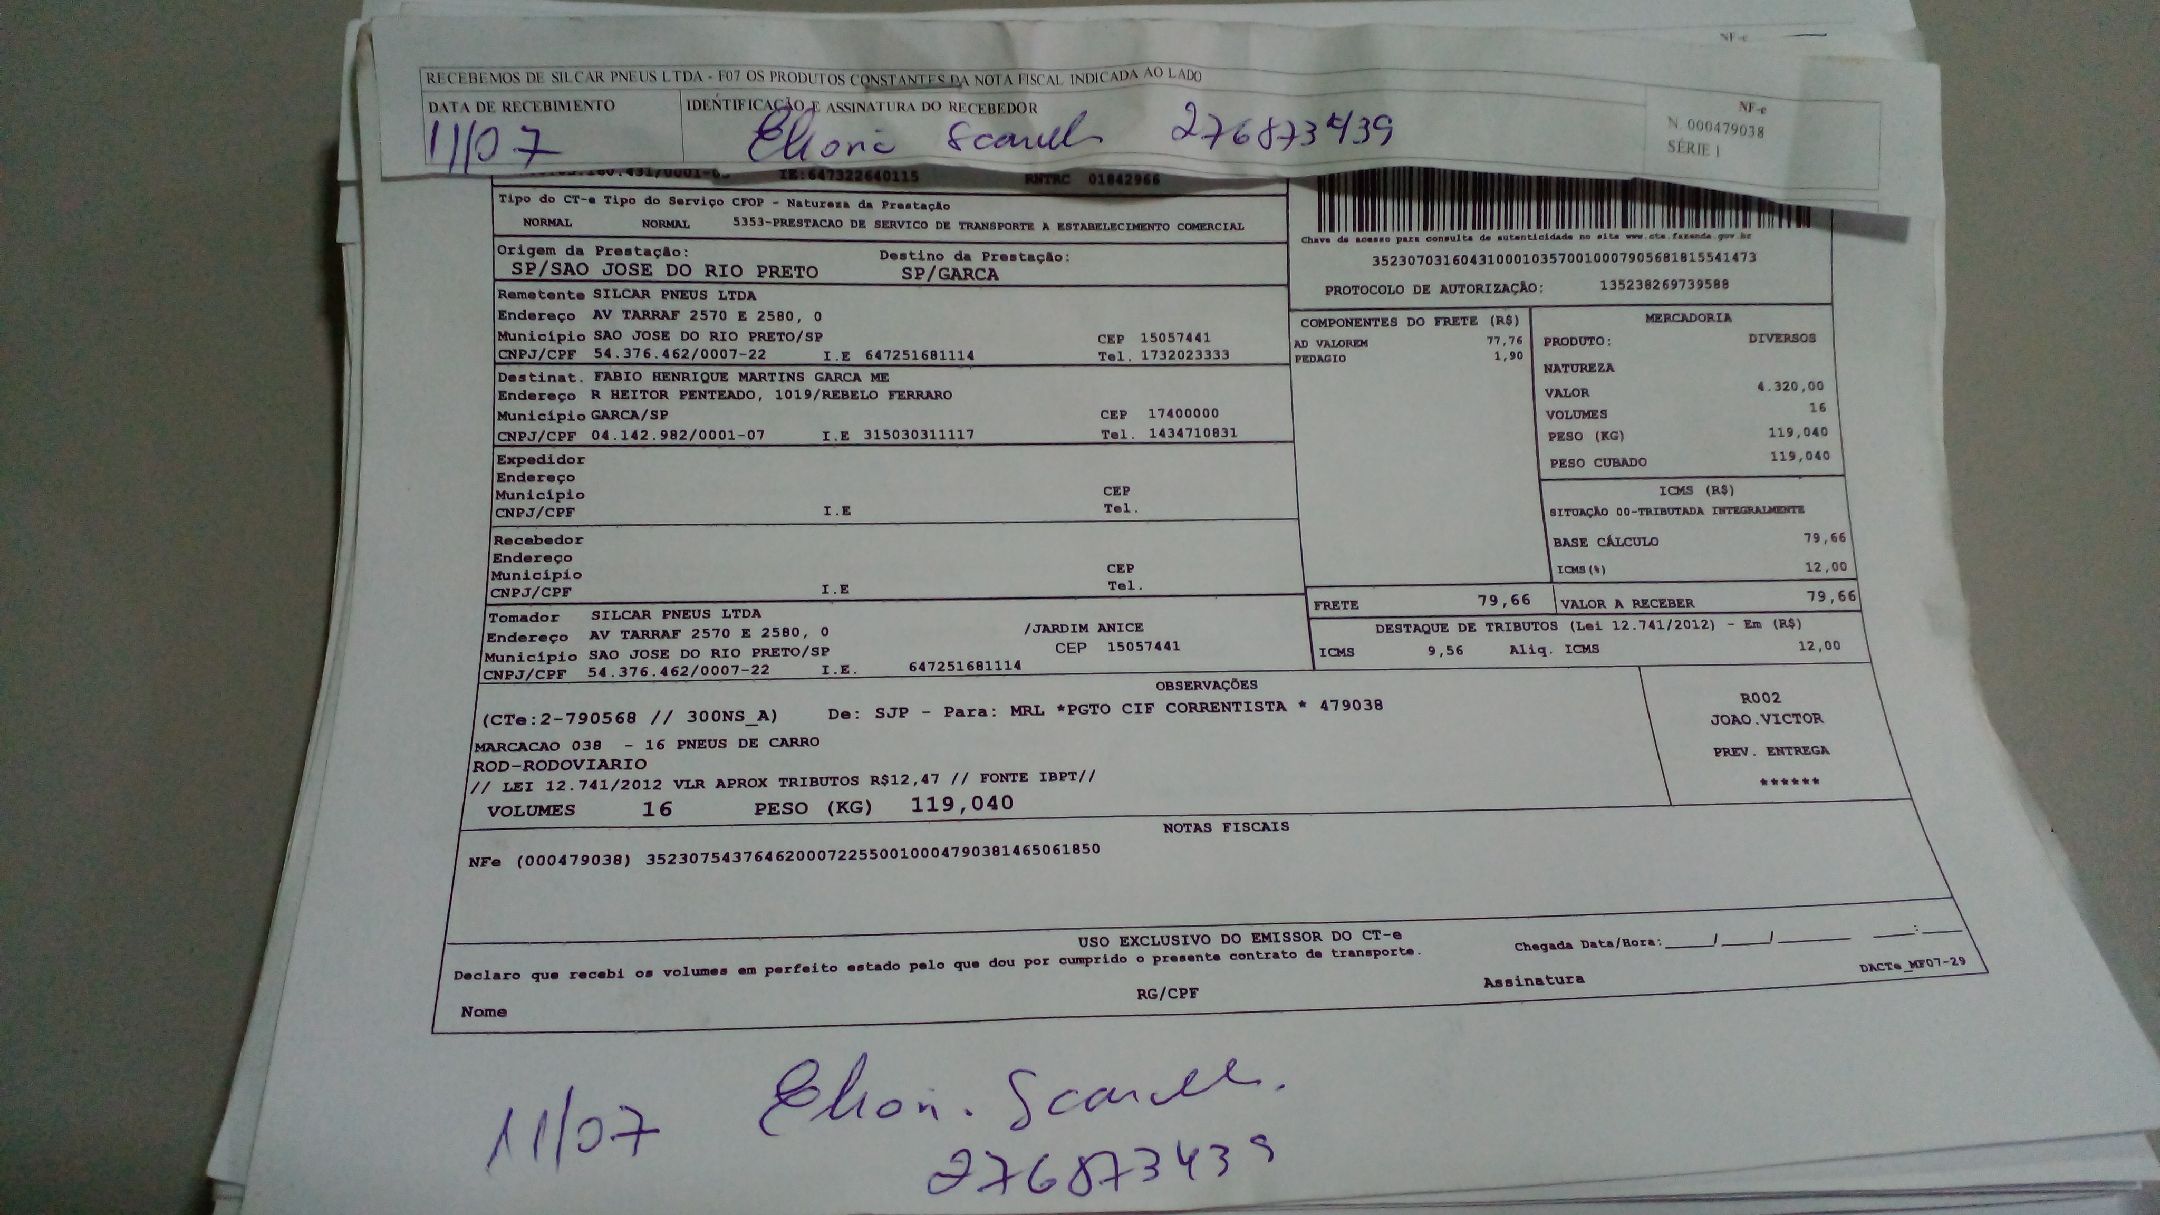 NF-e
RECEBEMOS DE SILCAR PNEUS LTDA - F07 OS PRODUTOS CONSTANTES DA NOTA FISCAL INDICADA AO LADO
DATA DE RECEBIMENTO IDENTIFICAÇÃO E ASSINATURA DO RECEBEDOR NF-e
11/07 276873439 N. 000479038
SÉRIE 1
IE:647322640115 RNTRC 01842966
Tipo do CT-e Tipo do Serviço CFOP - Natureza da Prestação
NORMAL NORMAL 5353-PRESTACAO DE SERVICO DE TRANSPORTE A ESTABELECIMENTO COMERCIAL
Chave de acesso para consulta de autenticidade no site www.cte.fazenda.gov.br
Origem da Prestação: Destino da Prestação:
SP/SAO JOSE DO RIO PRETO SP/GARCA
35230703160431000103570010007905681815541473
PROTOCOLO DE AUTORIZAÇÃO: 135238269739588
Remetente SILCAR PNEUS LTDA
Endereço AV TARRAF 2570 E 2580, 0
Município SAO JOSE DO RIO PRETO/SP CEP 15057441
CNPJ/CPF 54.376.462/0007-22 I.E 647251681114 Tel. 1732023333
Destinat. FABIO HENRIQUE MARTINS GARCA ME
Endereço R HEITOR PENTEADO, 1019/REBELO FERRARO
Município GARCA/SP CEP 17400000
CNPJ/CPF 04.142.982/0001-07 I.E 315030311117 Tel. 1434710831
Expedidor
Endereço
Município CEP
CNPJ/CPF I.E Tel.
Recebedor
Endereço
Município CEP
CNPJ/CPF I.E Tel.
Tomador SILCAR PNEUS LTDA
Endereço AV TARRAF 2570 E 2580, 0 /JARDIM ANICE
Município SAO JOSE DO RIO PRETO/SP CEP 15057441
CNPJ/CPF 54.376.462/0007-22 I.E. 647251681114
COMPONENTES DO FRETE (R$)
AD VALOREM 77,76
PEDAGIO 1,90
MERCADORIA
PRODUTO: DIVERSOS
NATUREZA
VALOR 4.320,00
VOLUMES 16
PESO (KG) 119,040
PESO CUBADO 119,040
ICMS (R$)
SITUAÇÃO 00-TRIBUTADA INTEGRALMENTE
BASE CÁLCULO 79,66
ICMS(%) 12,00
FRETE 79,66 VALOR A RECEBER 79,66
DESTAQUE DE TRIBUTOS (Lei 12.741/2012) - Em (R$)
ICMS 9,56 Aliq. ICMS 12,00
OBSERVAÇÕES
(CTe:2-790568 // 300NS_A) De: SJP - Para: MRL *PGTO CIF CORRENTISTA * 479038
MARCACAO 038 - 16 PNEUS DE CARRO
ROD-RODOVIARIO
// LEI 12.741/2012 VLR APROX TRIBUTOS R$12,47 // FONTE IBPT//
VOLUMES 16 PESO (KG) 119,040
R002
JOAO.VICTOR
PREV. ENTREGA
******
NOTAS FISCAIS
NFe (000479038) 35230754376462000722550010004790381465061850
USO EXCLUSIVO DO EMISSOR DO CT-e
Declaro que recebi os volumes em perfeito estado pelo que dou por cumprido o presente contrato de transporte.
Chegada Data/Hora:_____/_____/________ ____:____
Nome RG/CPF Assinatura DACTe_MF07-29
11/07
276873439